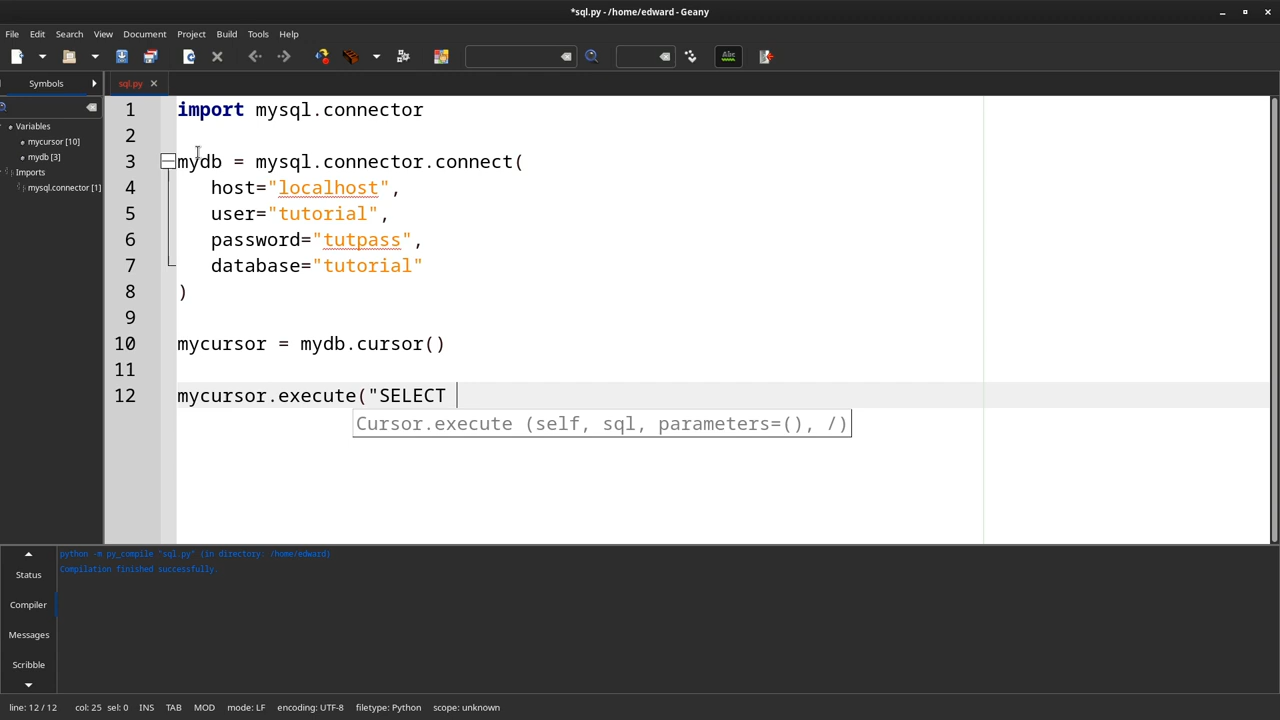 *sql.py - /home/edward - Geany
File Edit Search View Document Project Build Tools Help
Abc
Symbols
sql.py
Variables
mycursor [10]
mydb [3]
Imports
mysql.connector [1]
1 import mysql.connector
2
3 mydb = mysql.connector.connect(
4 host="localhost",
5 user="tutorial",
6 password="tutpass",
7 database="tutorial"
8 )
9
10 mycursor = mydb.cursor()
11
12 mycursor.execute("SELECT
Cursor.execute (self, sql, parameters=(), /)
Status
Compiler
Messages
Scribble
python -m py_compile "sql.py" (in directory: /home/edward)
Compilation finished successfully.
line: 12 / 12 col: 25 sel: 0 INS TAB MOD mode: LF encoding: UTF-8 filetype: Python scope: unknown